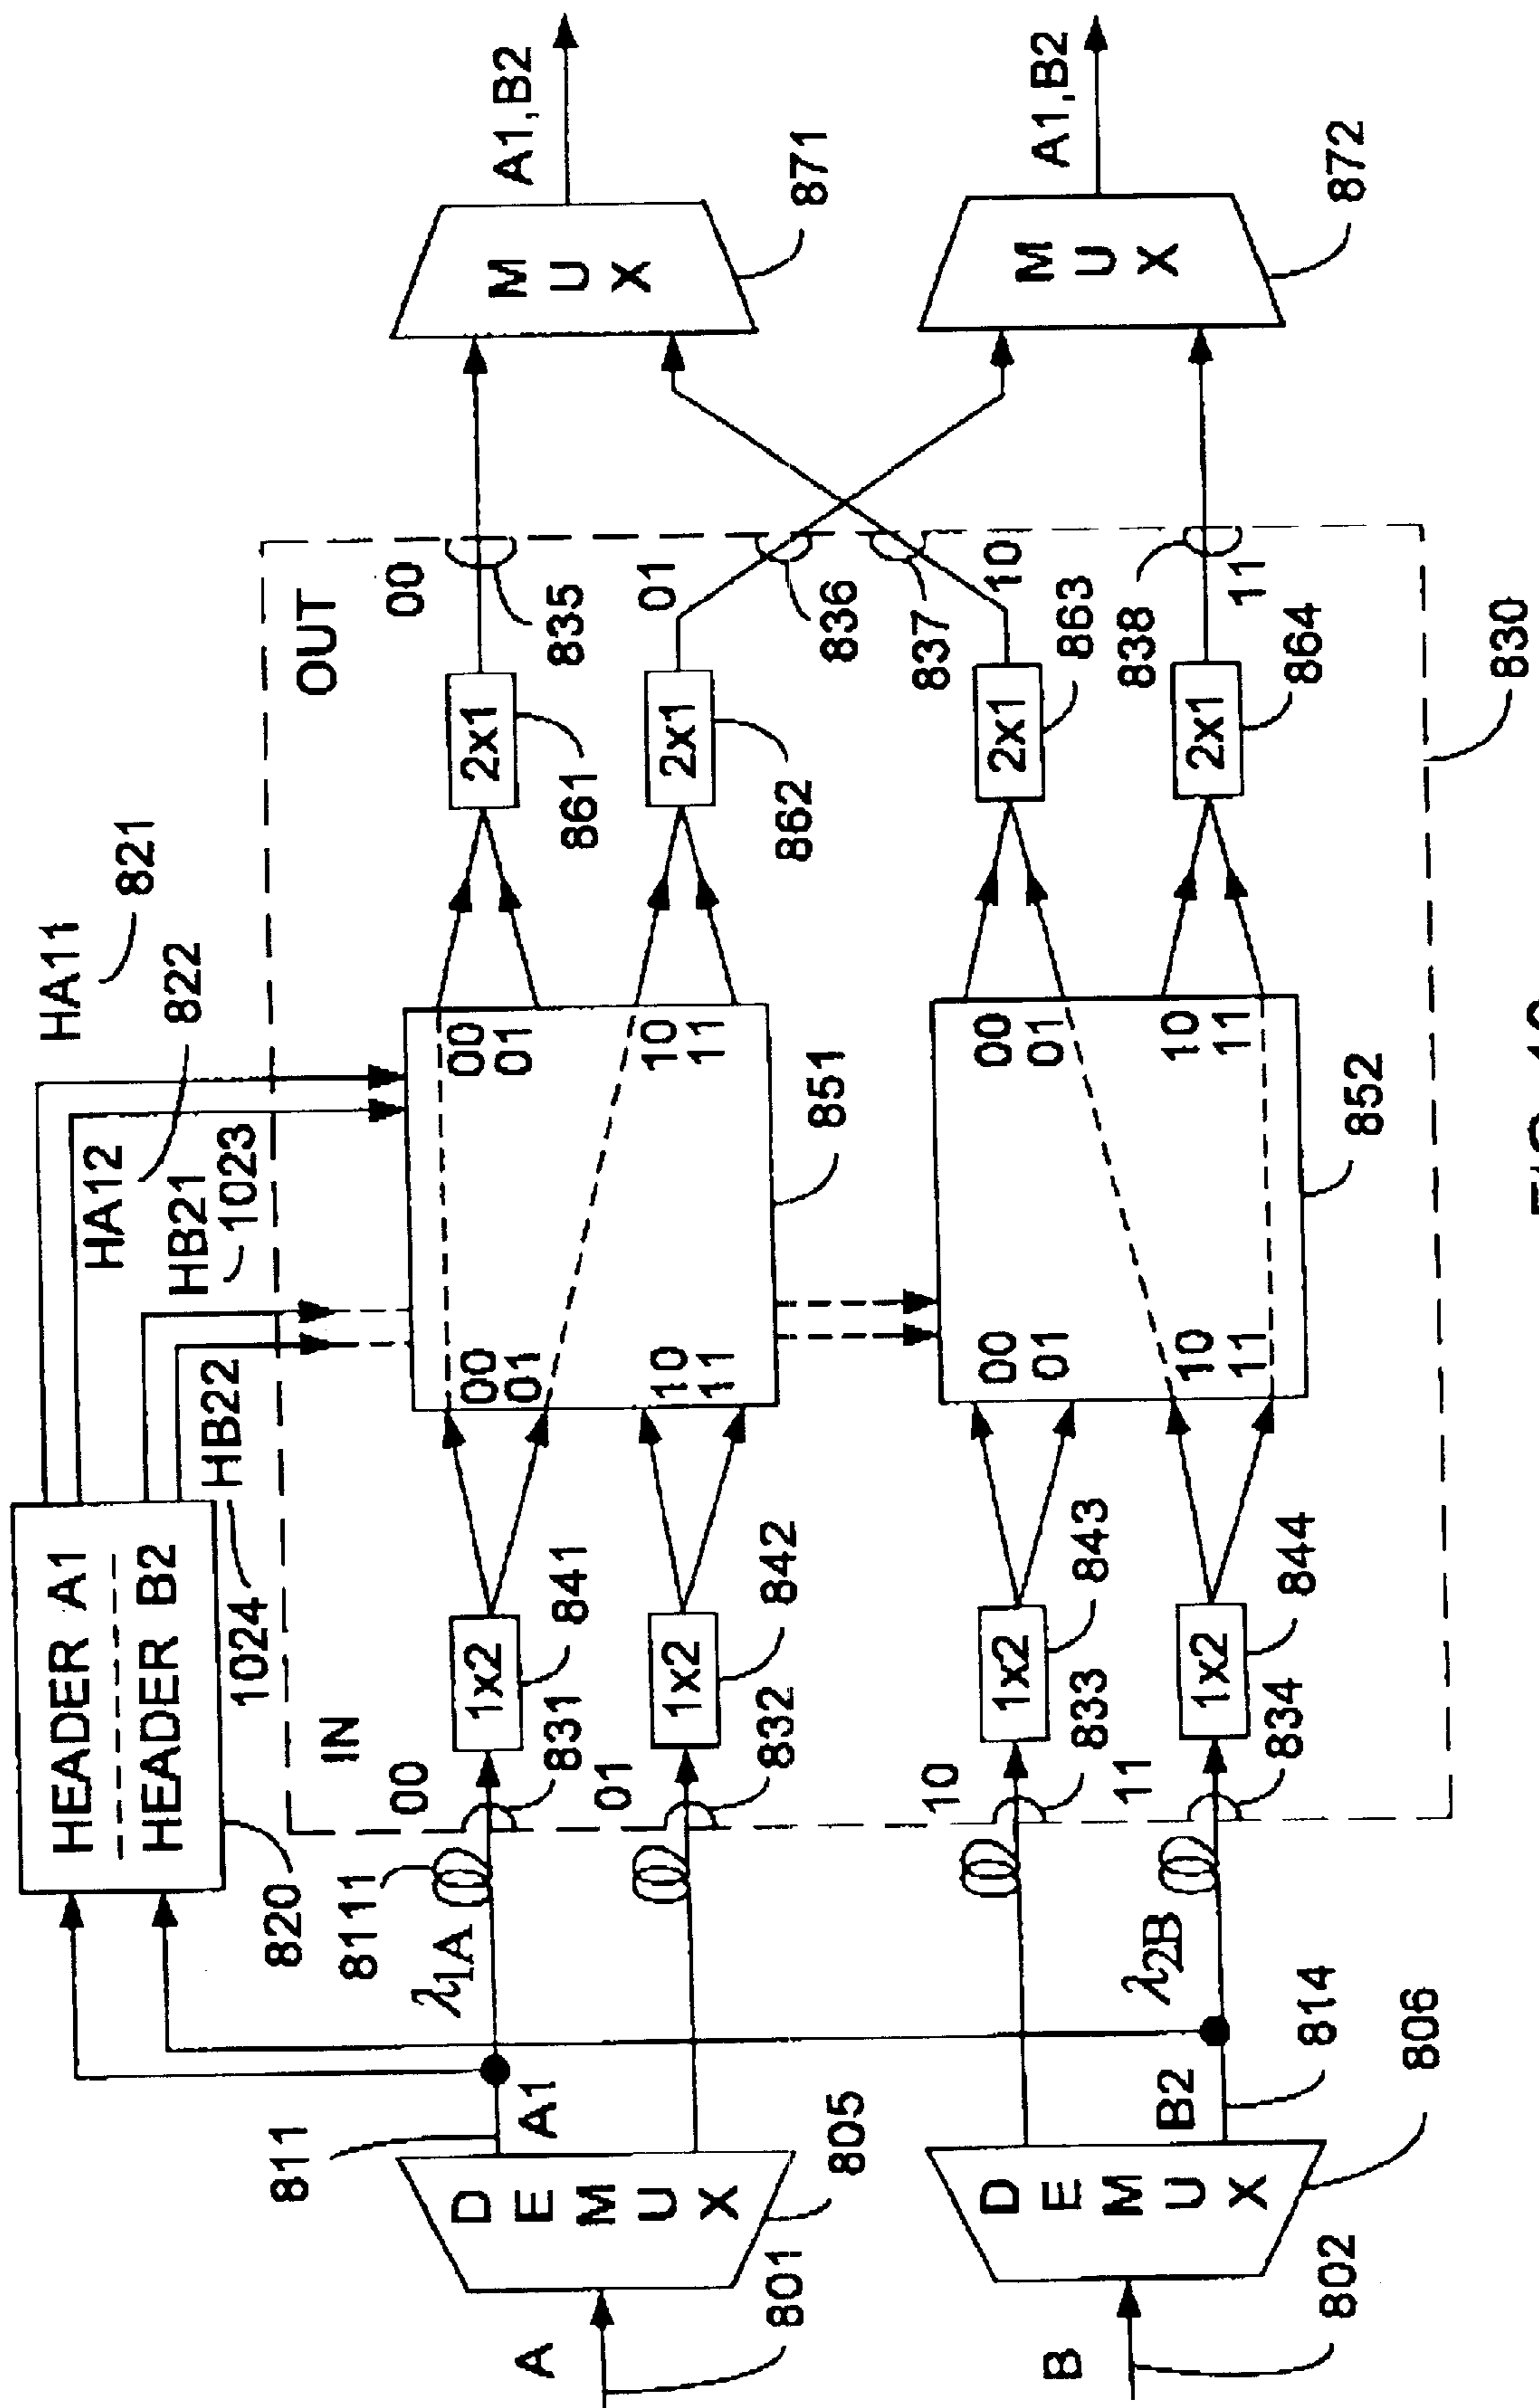 HEADER A1
HEADER B2
820
HA11
821
HA12
822
HB21
1023
HB22
1024
IN
OUT
A
801
D
E
M
U
X
805
811
A1
λ1A
8111
00
831
1x2
841
01
832
1x2
842
00
01
10
11
00
01
10
11
851
2x1
861
00
835
2x1
862
01
836
M
U
X
871
A1,B2
B
802
D
E
M
U
X
806
B2
814
λ2B
10
833
1x2
843
11
834
1x2
844
00
01
10
11
00
01
10
11
852
2x1
863
10
837
2x1
864
11
838
M
U
X
872
A1,B2
830